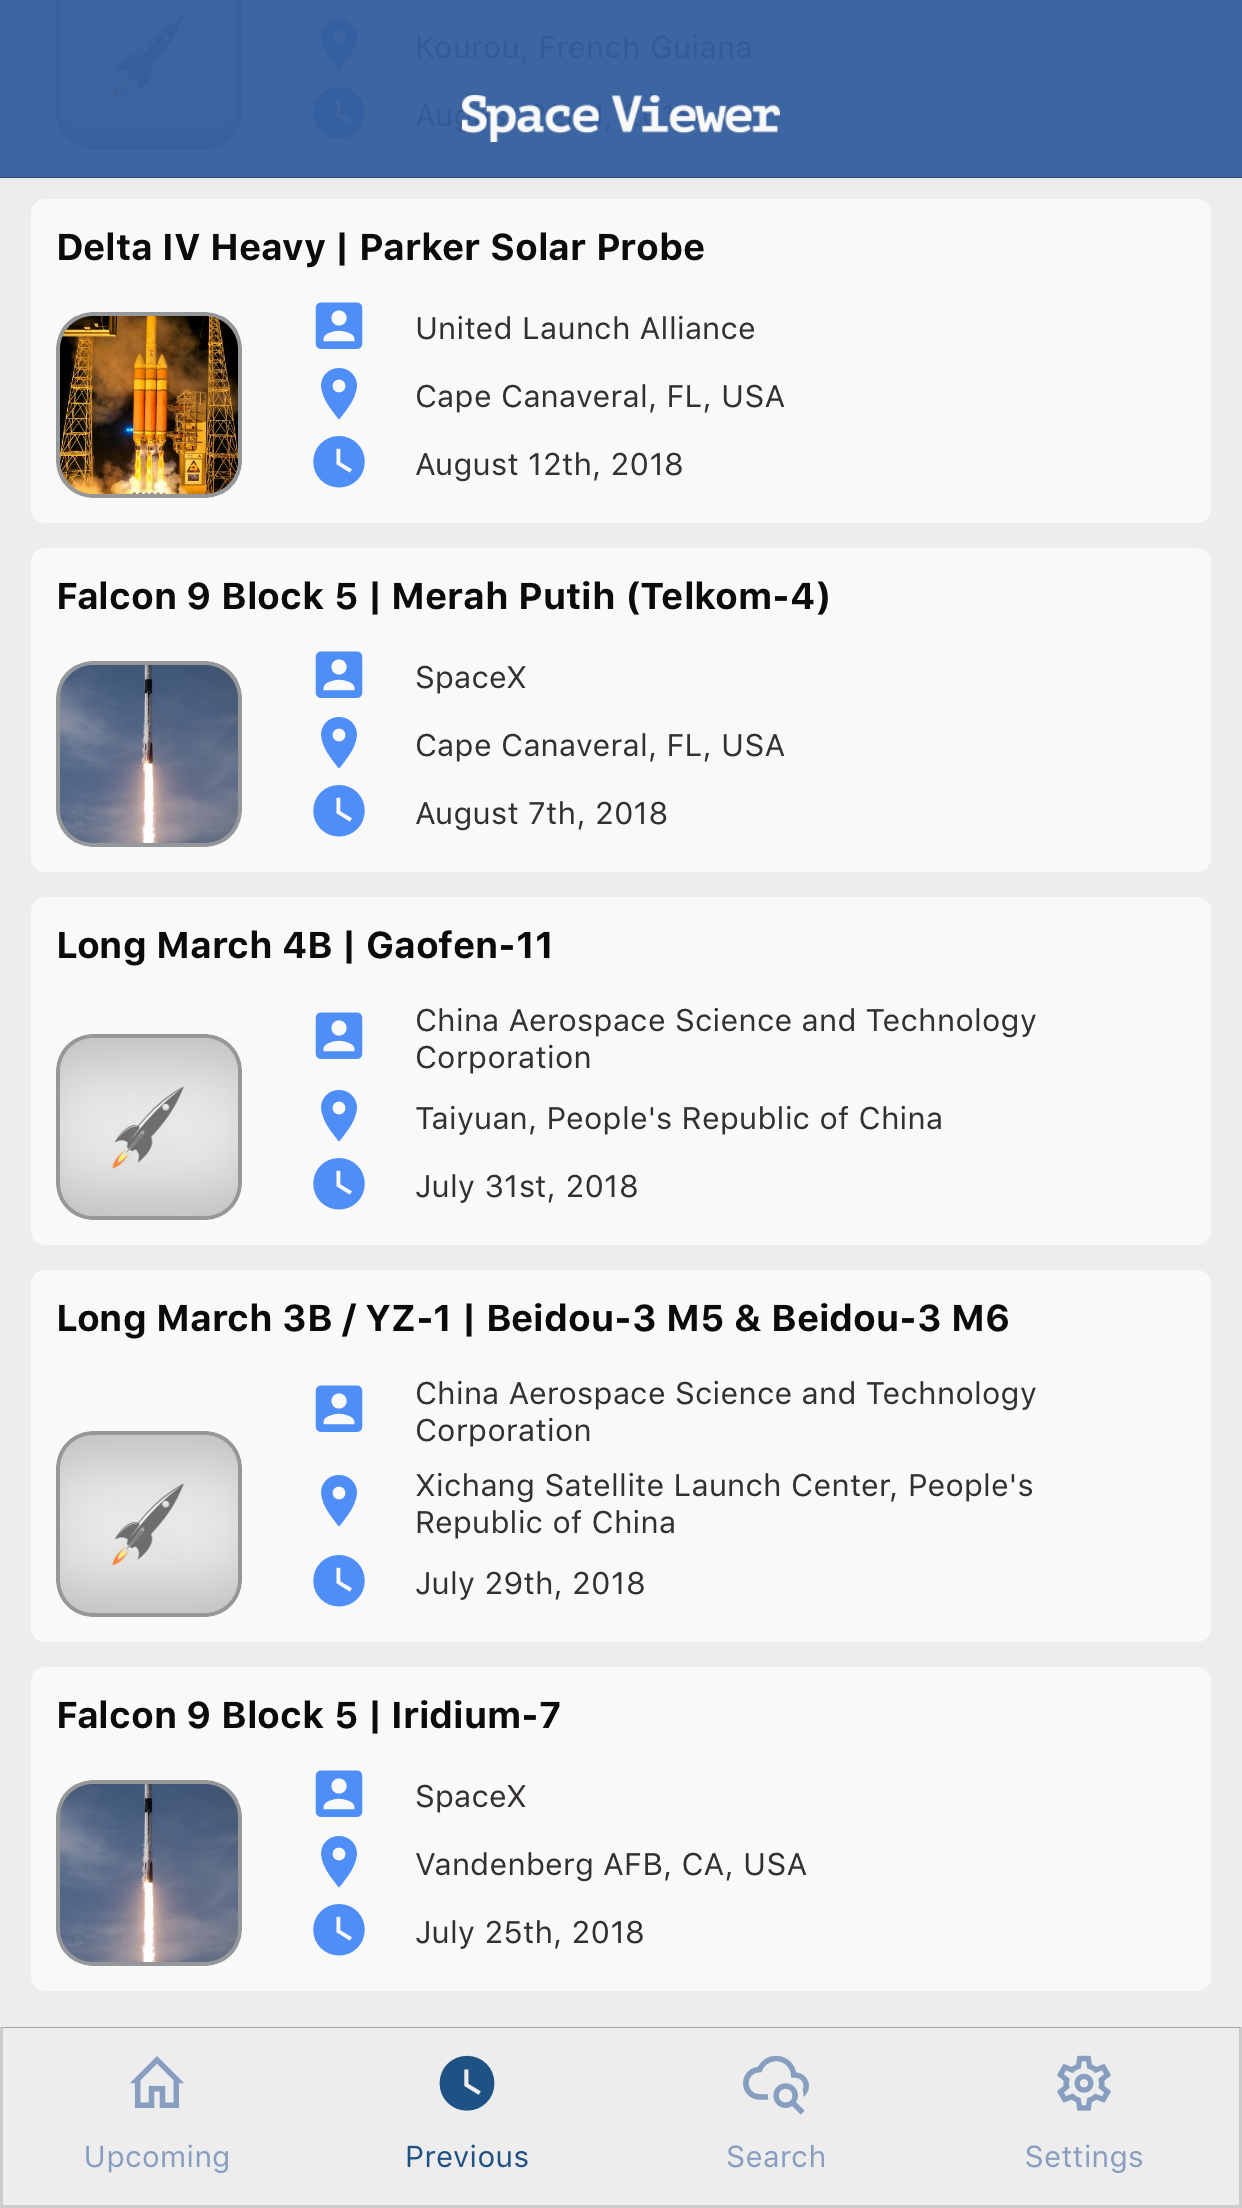 Kourou, French Guiana
Space Viewer
Delta IV Heavy | Parker Solar Probe
United Launch Alliance
Cape Canaveral, FL, USA
August 12th, 2018
Falcon 9 Block 5 | Merah Putih (Telkom-4)
SpaceX
Cape Canaveral, FL, USA
August 7th, 2018
Long March 4B | Gaofen-11
China Aerospace Science and Technology
Corporation
Taiyuan, People's Republic of China
July 31st, 2018
Long March 3B / YZ-1 | Beidou-3 M5 & Beidou-3 M6
China Aerospace Science and Technology
Corporation
Xichang Satellite Launch Center, People's
Republic of China
July 29th, 2018
Falcon 9 Block 5 | Iridium-7
SpaceX
Vandenberg AFB, CA, USA
July 25th, 2018
Upcoming
Previous
Search
Settings